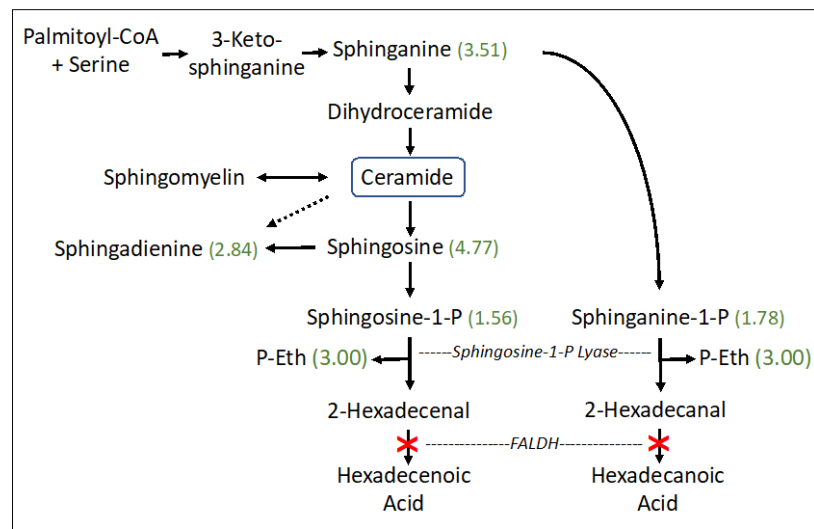 Palmitoyl-CoA
+ Serine
3-Keto-
sphinganine
Sphinganine (3.51)
Dihydroceramide
Sphingomyelin
Ceramide
Sphingadienine (2.84)
Sphingosine (4.77)
Sphingosine-1-P (1.56)
Sphinganine-1-P (1.78)
P-Eth (3.00)
------Sphingosine-1-P Lyase------
P-Eth (3.00)
2-Hexadecenal
2-Hexadecanal
---------------FALDH---------------
Hexadecenoic
Acid
Hexadecanoic
Acid